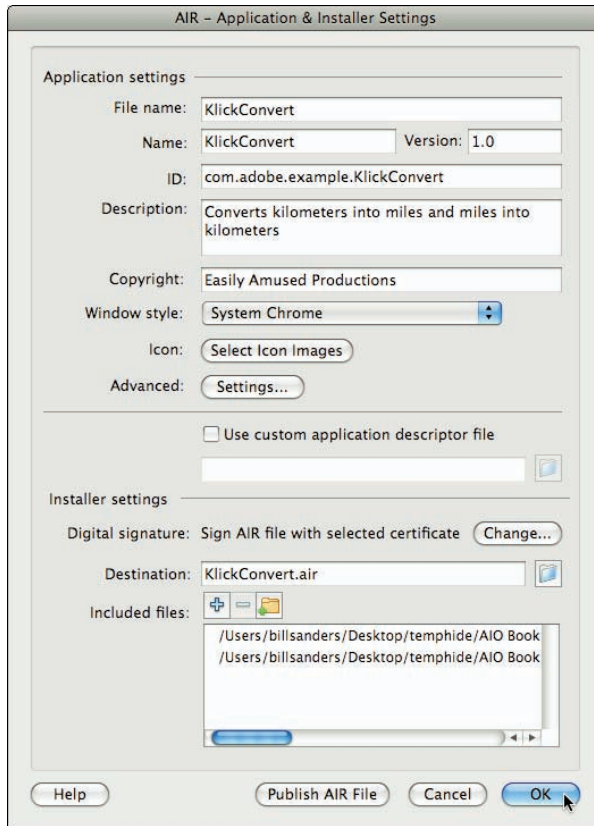 AIR – Application & Installer Settings
Application settings
File name: KlickConvert
Name: KlickConvert Version: 1.0
ID: com.adobe.example.KlickConvert
Description: Converts kilometers into miles and miles into
kilometers
Copyright: Easily Amused Productions
Window style: System Chrome
Icon: Select Icon Images
Advanced: Settings...
Use custom application descriptor file
Installer settings
Digital signature: Sign AIR file with selected certificate Change...
Destination: KlickConvert.air
Included files:
/Users/billsanders/Desktop/temphide/AIO Book
/Users/billsanders/Desktop/temphide/AIO Book
Help Publish AIR File Cancel OK